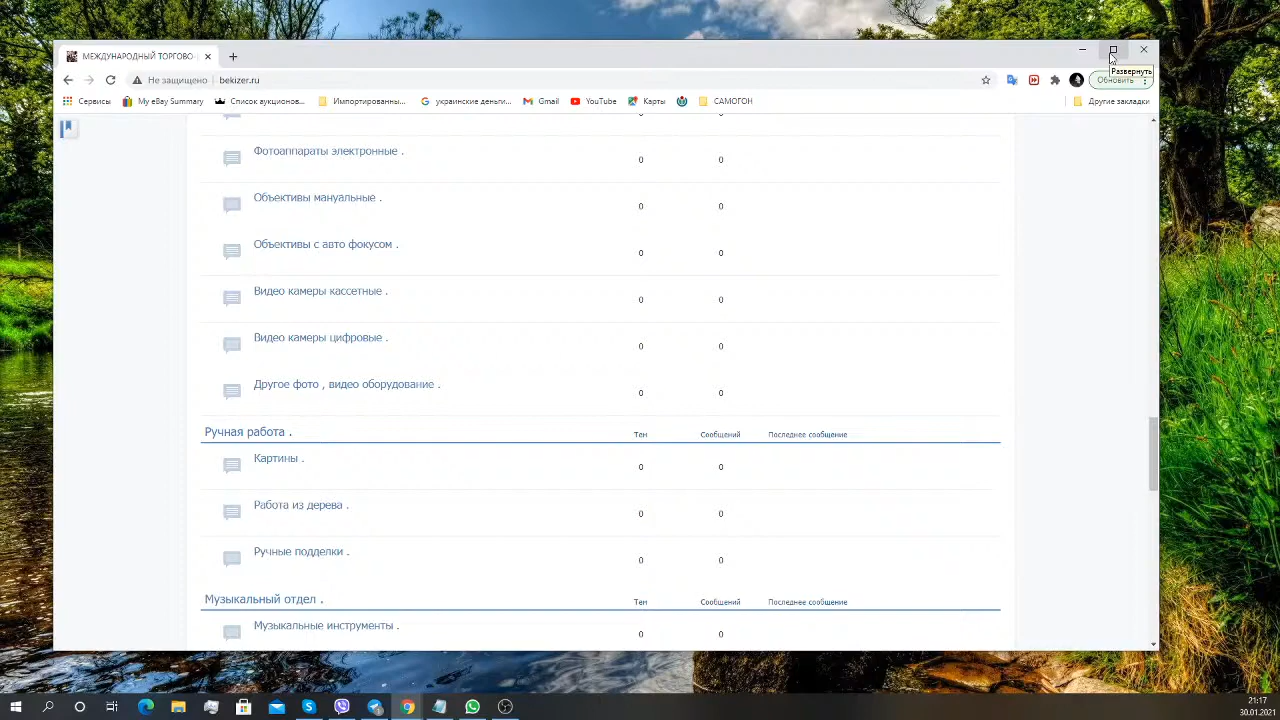 МЕЖДУНАРОДНЫЙ ТОРГОВО-
Не защищено bekizer.ru
Развернуть
Обновить
Сервисы My eBay Summary Список аукционов... Импортированны... украинские деньги... Gmail YouTube Карты САМОГОН Другие закладки
0 0
Фотоаппараты электронные . 0 0
Объективы мануальные . 0 0
Объективы с авто фокусом . 0 0
Видео камеры кассетные . 0 0
Видео камеры цифровые . 0 0
Другое фото , видео оборудование . 0 0
Ручная работа . Тем Сообщений Последнее сообщение
Картины . 0 0
Работа из дерева . 0 0
Ручные подделки . 0 0
Музыкальный отдел . Тем Сообщений Последнее сообщение
Музыкальные инструменты . 0 0
21:17
30.01.2021